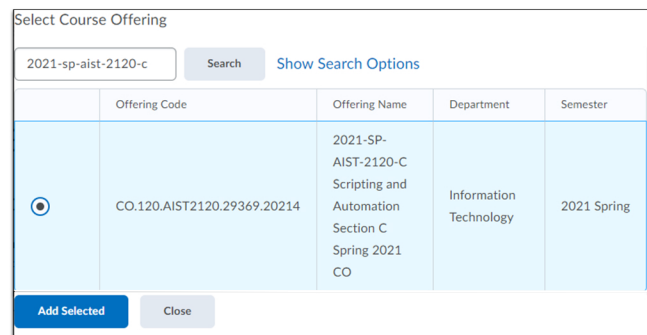 Select Course Offering
2021-sp-aist-2120-c
Search
Show Search Options
Offering Code
Offering Name
Department
Semester
CO.120.AIST2120.29369.20214
2021-SP-
AIST-2120-C
Scripting and
Automation
Section C
Spring 2021
CO
Information
Technology
2021 Spring
Add Selected
Close